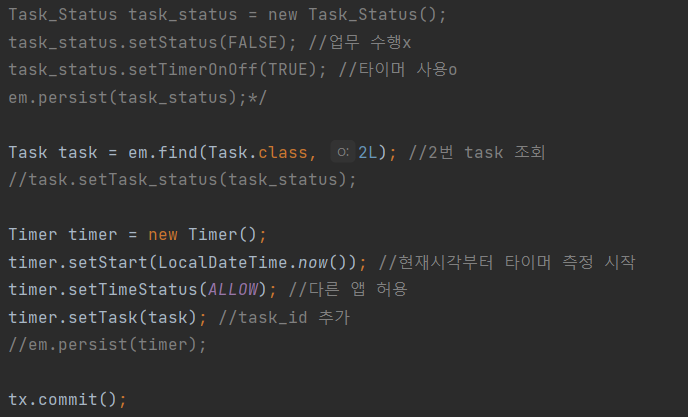 Task_Status task_status = new Task_Status();
task_status.setStatus(FALSE); //업무 수행x
task_status.setTimerOnOff(TRUE); //타이머 사용o
em.persist(task_status);*/
Task task = em.find(Task.class, o: 2L); //2번 task 조회
//task.setTask_status(task_status);
Timer timer = new Timer();
timer.setStart(LocalDateTime.now()); //현재시각부터 타이머 측정 시작
timer.setTimeStatus(ALLOW); //다른 앱 허용
timer.setTask(task); //task_id 추가
//em.persist(timer);
tx.commit();